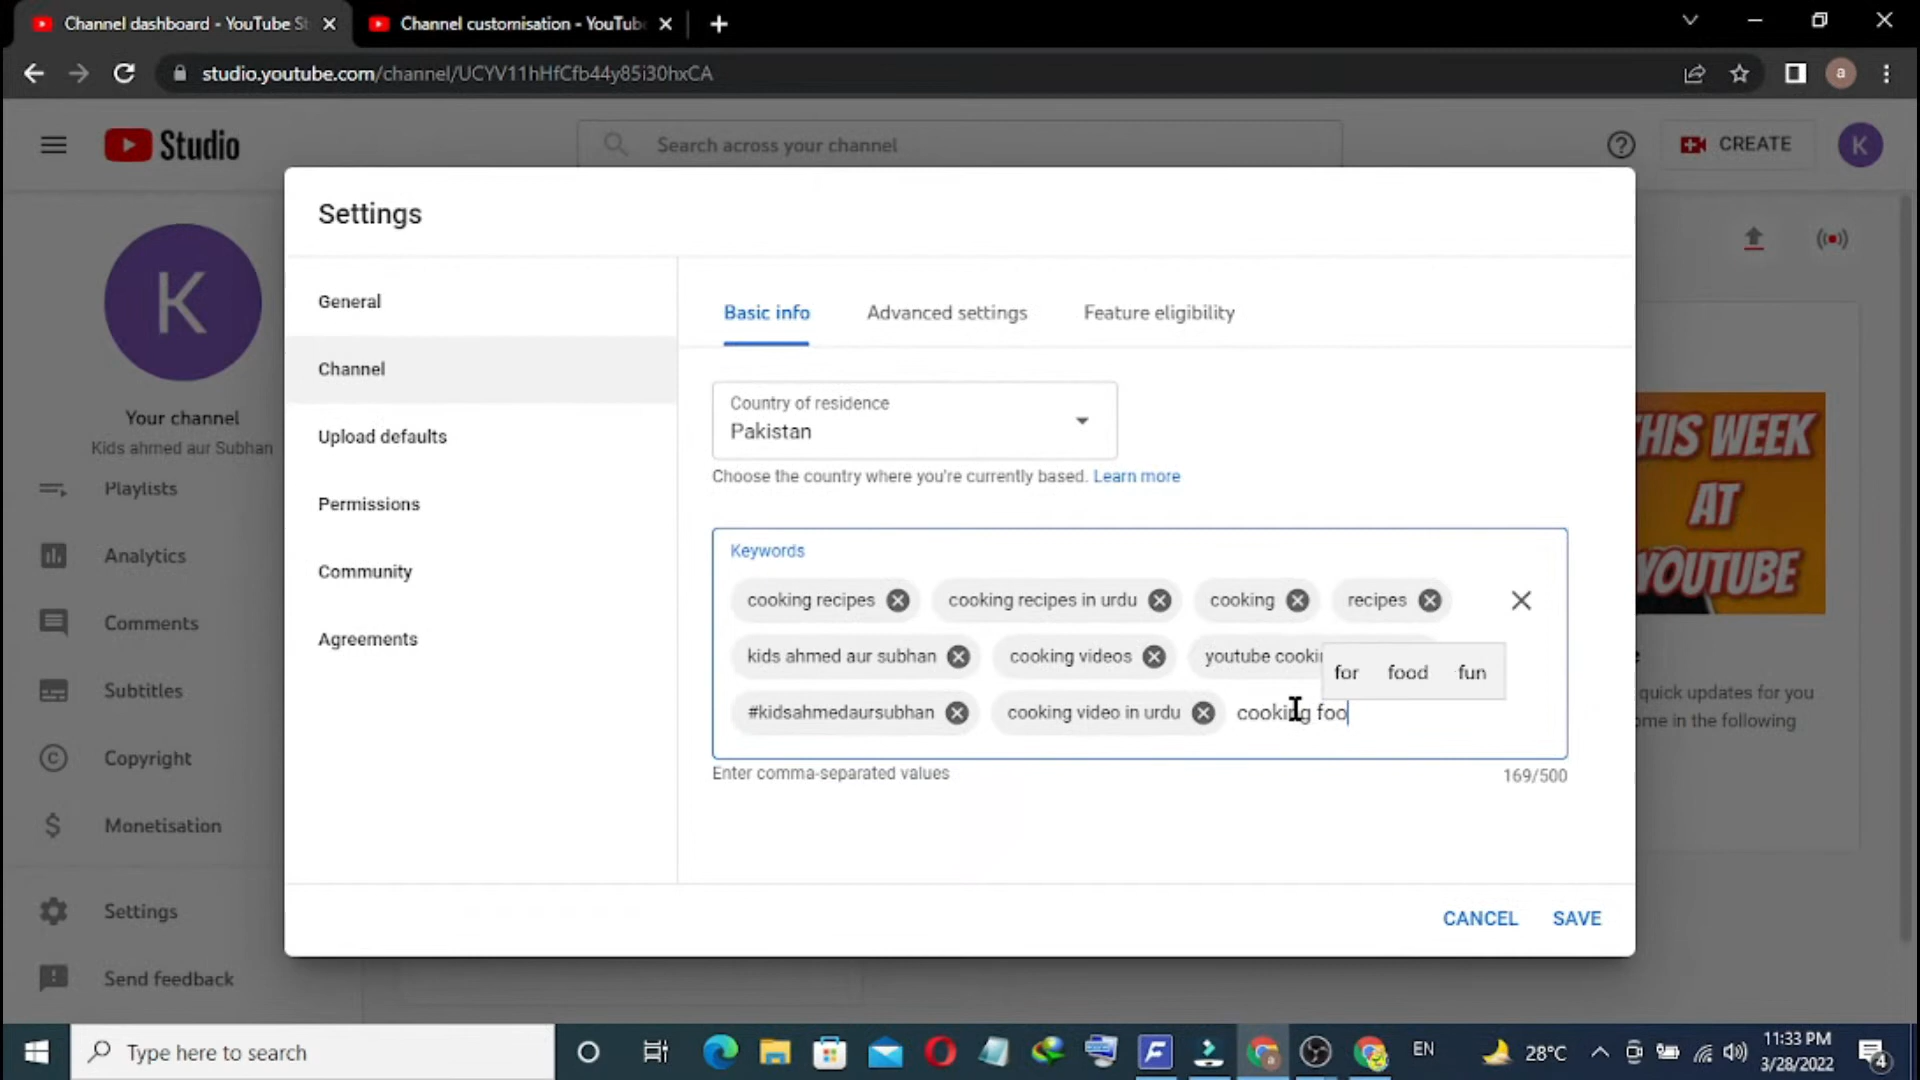 Channel dashboard - YouTube S
Channel customisation - YouTub
studio.youtube.com/channel/UCYV11hHfCfb44y85i30hxCA
a
Studio
Search across your channel
CREATE
K
K
Your channel
Kids ahmed aur Subhan
Playlists
Analytics
Comments
Subtitles
Copyright
Monetisation
Settings
Send feedback
Settings
General
Channel
Upload defaults
Permissions
Community
Agreements
Basic info
Advanced settings
Feature eligibility
Country of residence
Pakistan
Choose the country where you're currently based. Learn more
Keywords
cooking recipes
cooking recipes in urdu
cooking
recipes
kids ahmed aur subhan
cooking videos
youtube cooki
for food fun
#kidsahmedaursubhan
cooking video in urdu
cooking foo
Enter comma-separated values
169/500
CANCEL
SAVE
HIS WEEK
AT
YOUTUBE
quick updates for you
me in the following
Type here to search
EN
28°C
11:33 PM
3/28/2022
4